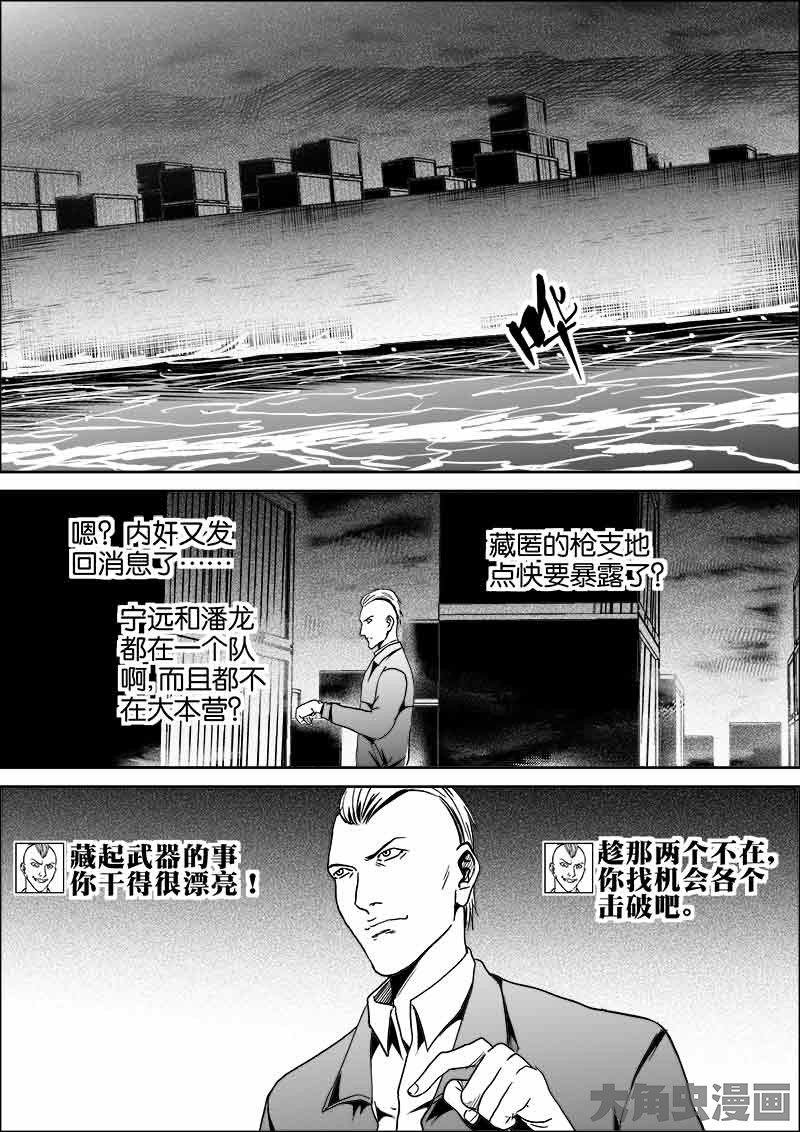 哗
嗯？内奸又发
回消息了……
宁远和潘龙
都在一个队
啊，而且都不
在大本营？
藏匿的枪支地
点快要暴露了？
藏起武器的事
你干得很漂亮！
趁那两个不在，
你找机会各个
击破吧。
大角虫漫画